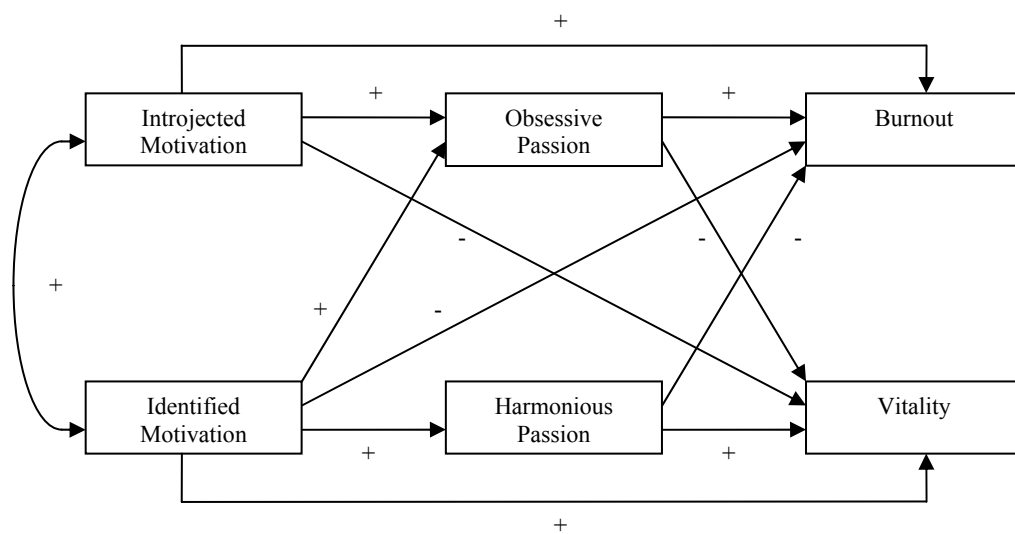 +
+
+
Introjected
Motivation
Obsessive
Passion
Burnout
-
-
-
+
+
-
Identified
Motivation
Harmonious
Passion
Vitality
+
+
+